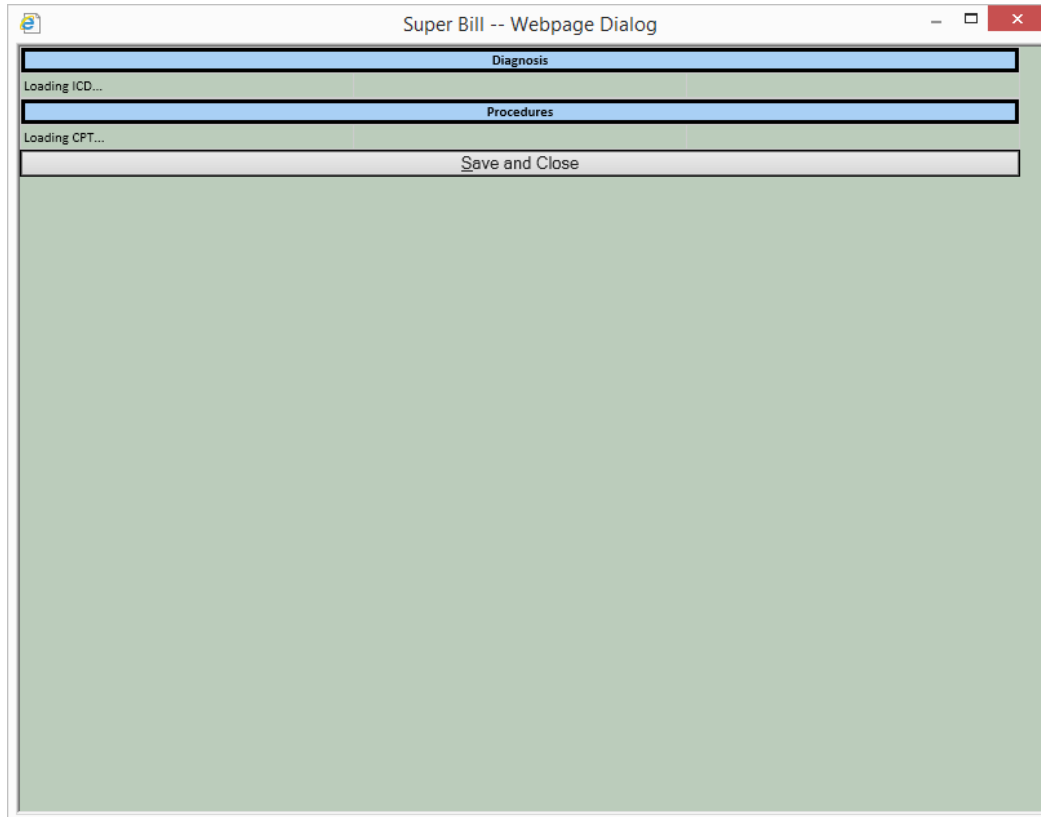 Super Bill -- Webpage Dialog
Diagnosis
Loading ICD...
Procedures
Loading CPT...
Save and Close